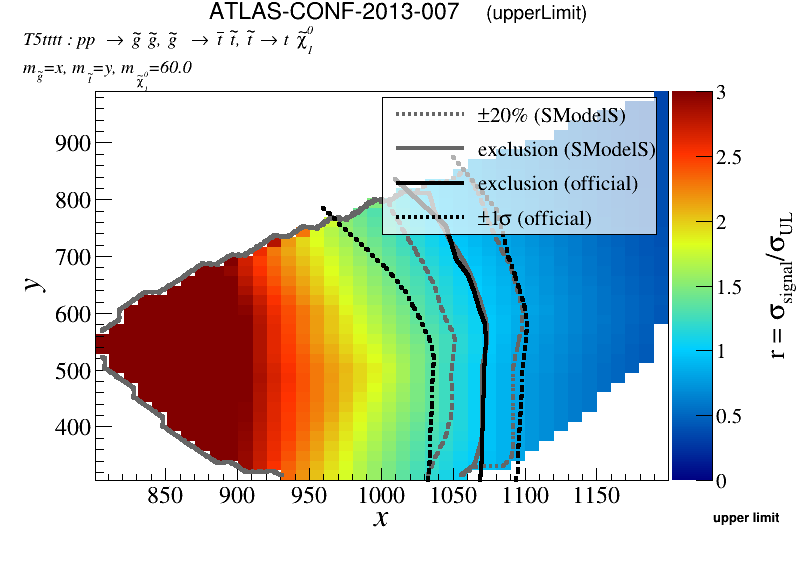 ATLAS-CONF-2013-007 (upperLimit)
T5tttt : pp → g̃ g̃, g̃ → t̄ t̃, t̃ → t χ̃₁⁰
m_g̃=x, m_t̃=y, m_χ̃₁⁰=60.0
±20% (SModelS)
exclusion (SModelS)
exclusion (official)
±1σ (official)
900
800
700
600
500
400
y
850 900 950 1000 1050 1100 1150
x
3
2.5
2
1.5
1
0.5
0
r = σ_signal/σ_UL
upper limit